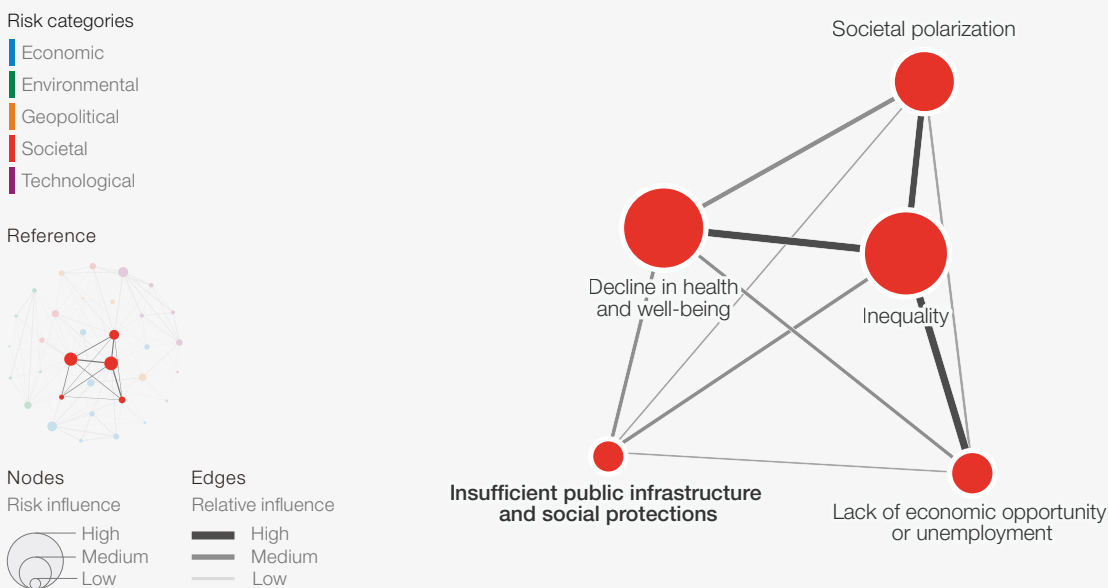 Risk categories
Economic
Environmental
Geopolitical
Societal
Technological
Reference
Nodes
Risk influence
High
Medium
Low
Edges
Relative influence
High
Medium
Low
Societal polarization
Decline in health
and well-being
Inequality
Insufficient public infrastructure
and social protections
Lack of economic opportunity
or unemployment